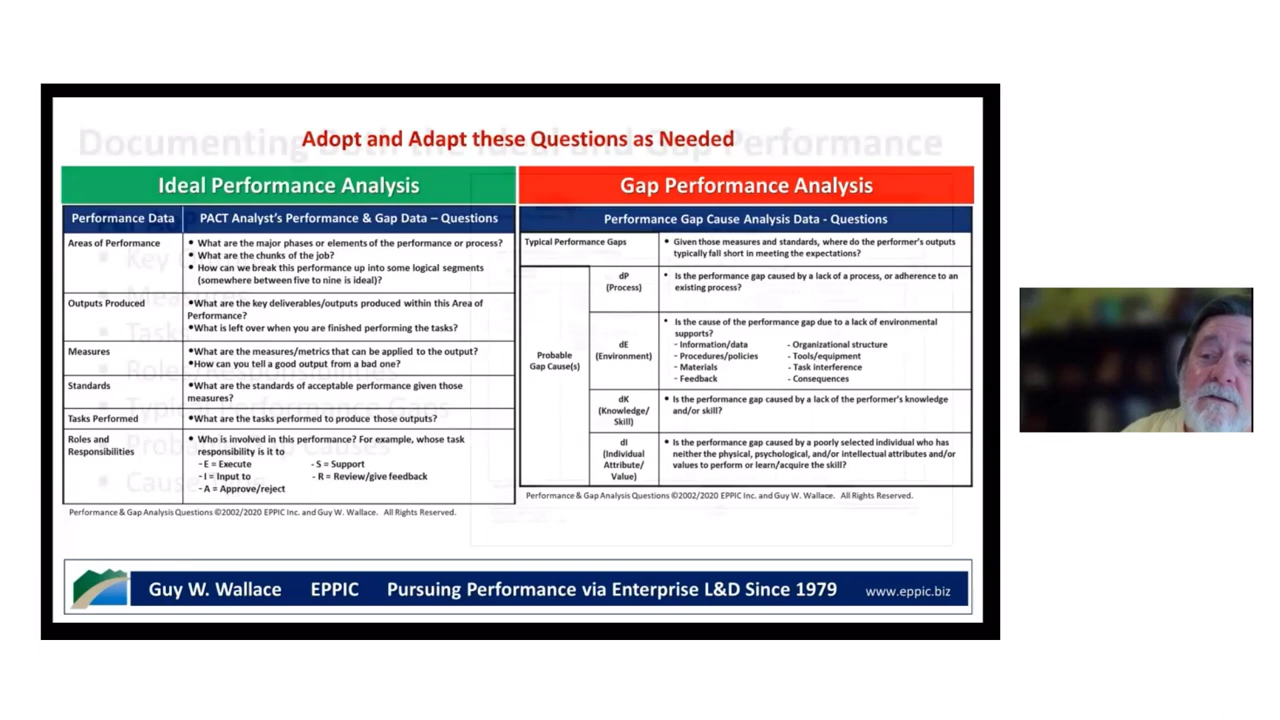 Documenting Both the Ideal and Gap Performance
Adopt and Adapt these Questions as Needed
Ideal Performance Analysis
Performance Data
PACT Analyst's Performance & Gap Data – Questions
Areas of Performance
• What are the major phases or elements of the performance or process?
• What are the chunks of the job?
• How can we break this performance up into some logical segments
(somewhere between five to nine is ideal)?
Outputs Produced
•What are the key deliverables/outputs produced within this Area of
Performance?
•What is left over when you are finished performing the tasks?
Measures
•What are the measures/metrics that can be applied to the output?
•How can you tell a good output from a bad one?
Standards
•What are the standards of acceptable performance given those
measures?
Tasks Performed
•What are the tasks performed to produce those outputs?
Roles and
Responsibilities
• Who is involved in this performance? For example, whose task
responsibility is it to
- E = Execute
- S = Support
- I = Input to
- R = Review/give feedback
- A = Approve/reject
Performance & Gap Analysis Questions ©2002/2020 EPPIC Inc. and Guy W. Wallace. All Rights Reserved.
Gap Performance Analysis
Performance Gap Cause Analysis Data - Questions
Typical Performance Gaps
• Given those measures and standards, where do the performer's outputs
typically fall short in meeting the expectations?
Probable
Gap Cause(s)
dP
(Process)
• Is the performance gap caused by a lack of a process, or adherence to an
existing process?
dE
(Environment)
• Is the cause of the performance gap due to a lack of environmental
supports?
- Information/data
- Organizational structure
- Procedures/policies
- Tools/equipment
- Materials
- Task interference
- Feedback
- Consequences
dK
(Knowledge/
Skill)
• Is the performance gap caused by a lack of the performer's knowledge
and/or skill?
dI
(Individual
Attribute/
Value)
• Is the performance gap caused by a poorly selected individual who has
neither the physical, psychological, and/or intellectual attributes and/or
values to perform or learn/acquire the skill?
Performance & Gap Analysis Questions ©2002/2020 EPPIC Inc. and Guy W. Wallace. All Rights Reserved.
Guy W. Wallace EPPIC Pursuing Performance via Enterprise L&D Since 1979 www.eppic.biz